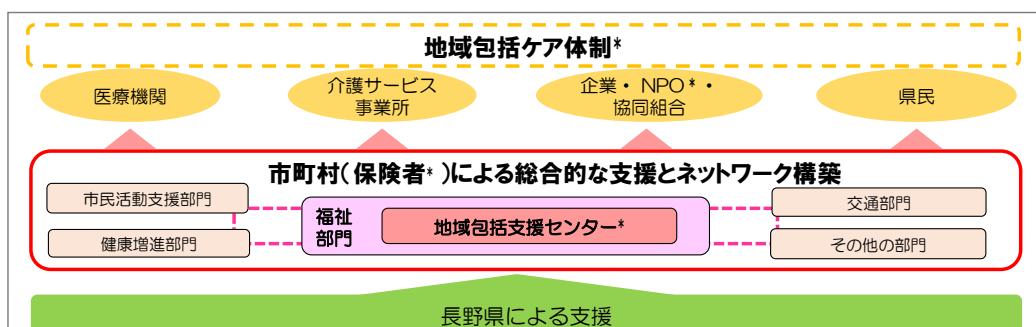 地域包括ケア体制*
医療機関
介護サービス
事業所
企業・NPO*・
協同組合
県民
市町村(保険者*)による総合的な支援とネットワーク構築
市民活動支援部門
健康増進部門
福祉
部門
地域包括支援センター*
交通部門
その他の部門
長野県による支援